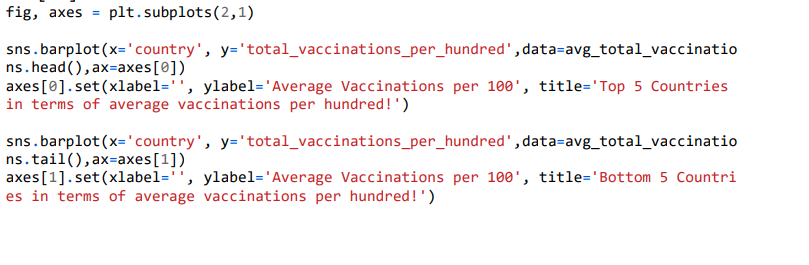 fig, axes = plt.subplots(2,1)
sns.barplot(x='country', y='total_vaccinations_per_hundred',data=avg_total_vaccinatio
ns.head(),ax=axes[0])
axes[0].set(xlabel='', ylabel='Average Vaccinations per 100', title='Top 5 Countries
in terms of average vaccinations per hundred!')
sns.barplot(x='country', y='total_vaccinations_per_hundred',data=avg_total_vaccinatio
ns.tail(),ax=axes[1])
axes[1].set(xlabel='', ylabel='Average Vaccinations per 100', title='Bottom 5 Countri
es in terms of average vaccinations per hundred!')